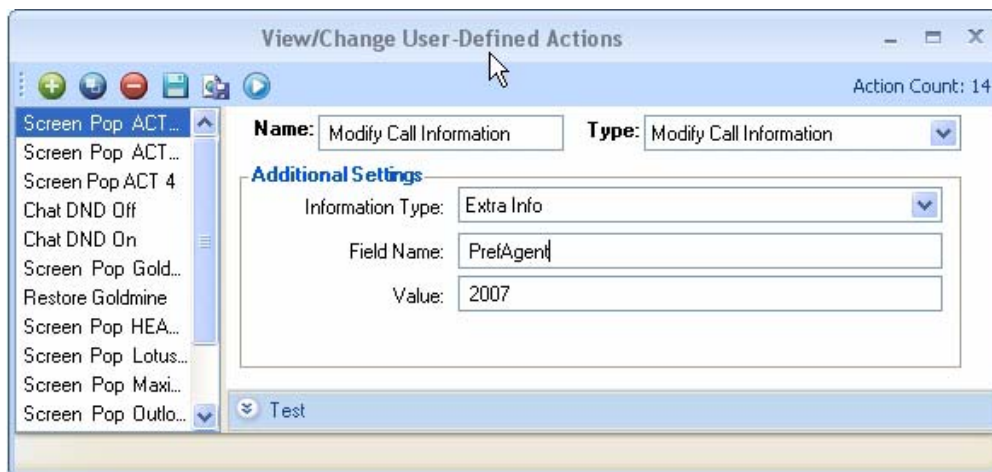 View/Change User-Defined Actions
Action Count: 14
Screen Pop ACT...
Screen Pop ACT...
Screen Pop ACT 4
Chat DND Off
Chat DND On
Screen Pop Gold...
Restore Goldmine
Screen Pop HEA...
Screen Pop Lotus...
Screen Pop Maxi...
Screen Pop Outlo...
Name: Modify Call Information Type: Modify Call Information
Additional Settings
Information Type: Extra Info
Field Name: PrefAgent
Value: 2007
Test